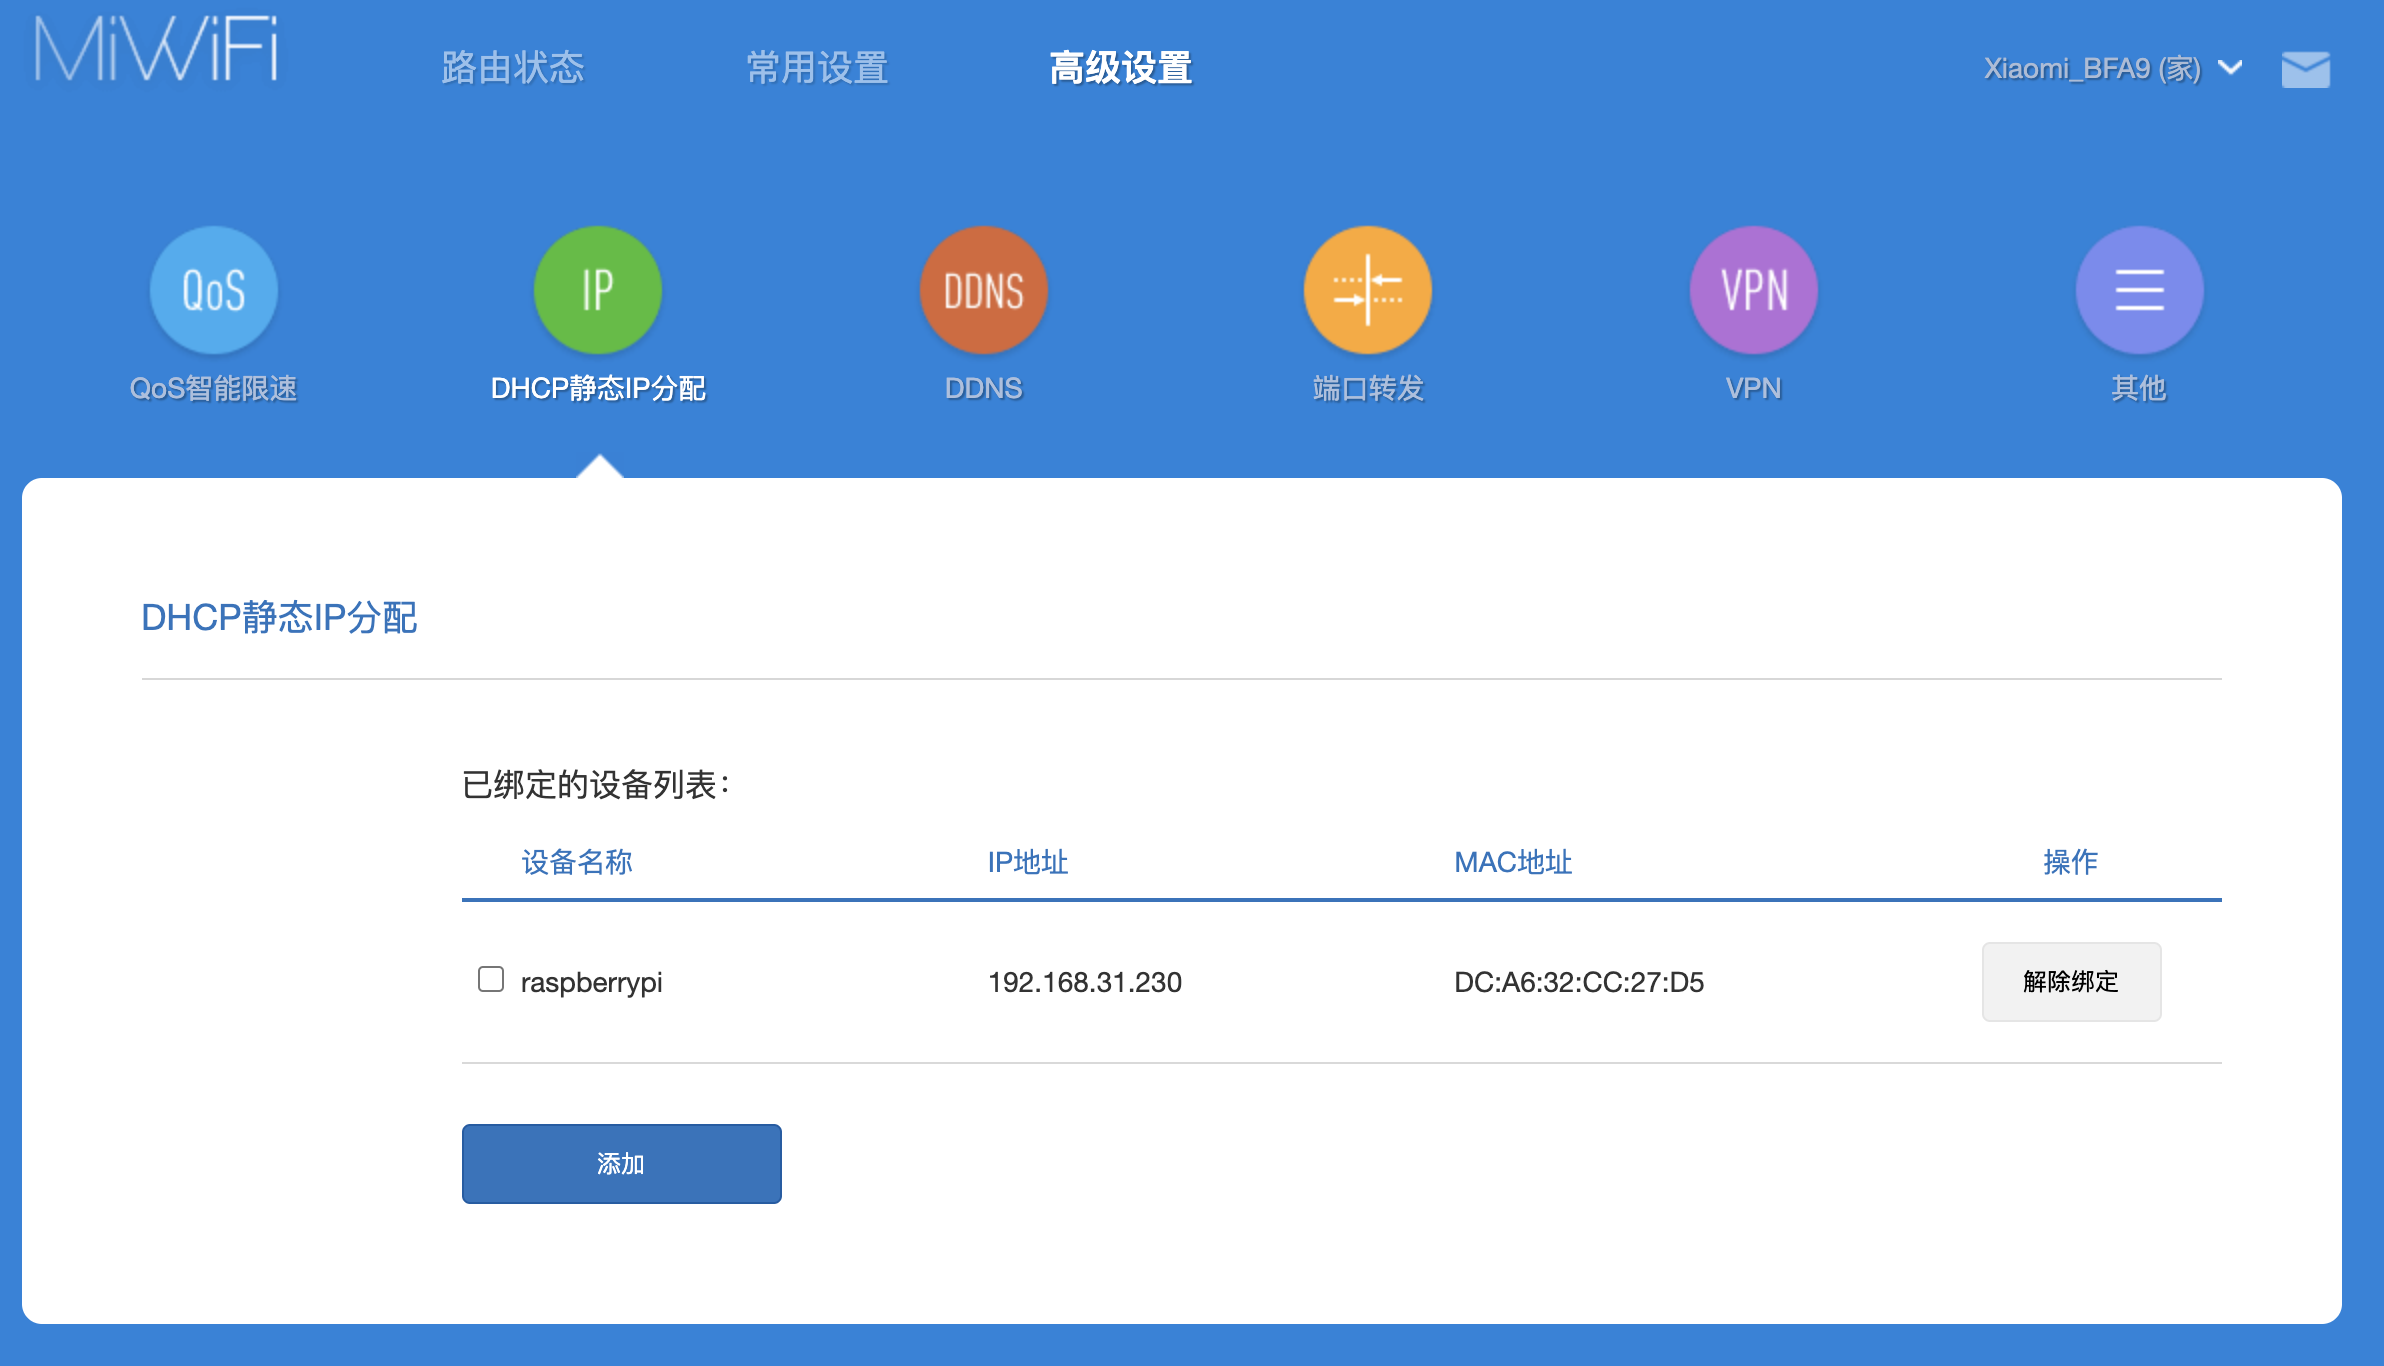 MiWiFi
路由状态 常用设置 高级设置 Xiaomi_BFA9 (家)
QoS IP DDNS VPN
QoS智能限速 DHCP静态IP分配 DDNS 端口转发 VPN 其他
DHCP静态IP分配
已绑定的设备列表：
设备名称 IP地址 MAC地址 操作
raspberrypi 192.168.31.230 DC:A6:32:CC:27:D5 解除绑定
添加